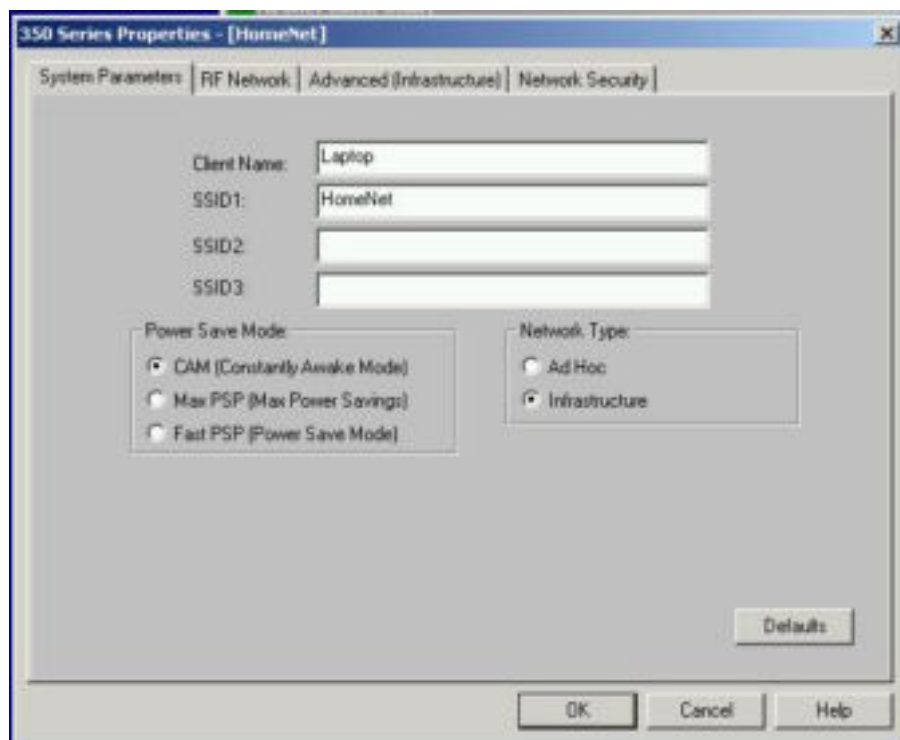 350 Series Properties - [HomeNet]
System Parameters
RF Network
Advanced (Infrastructure)
Network Security
Client Name:
Laptop
SSID1:
HomeNet
SSID2:
SSID3:
Power Save Mode:
CAM (Constantly Awake Mode)
Max PSP (Max Power Savings)
Fast PSP (Power Save Mode)
Network Type:
Ad Hoc
Infrastructure
Defaults
OK
Cancel
Help